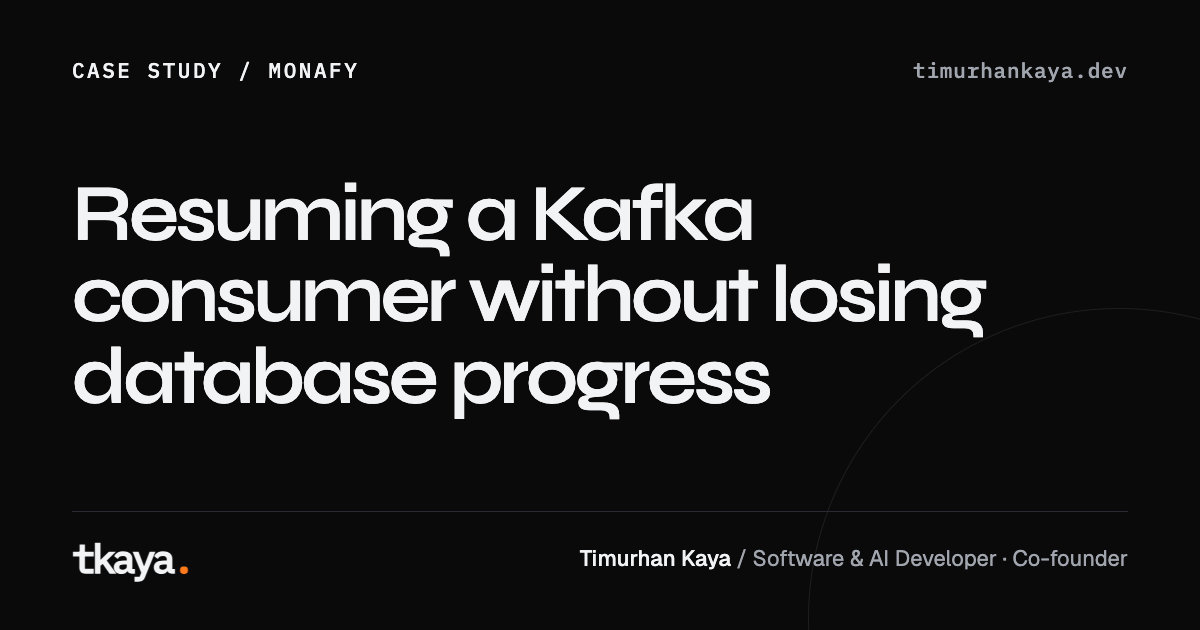 CASE STUDY / MONAFY
timurhankaya.dev
Resuming a Kafka
consumer without losing
database progress
tkaya.
Timurhan Kaya / Software & AI Developer · Co-founder